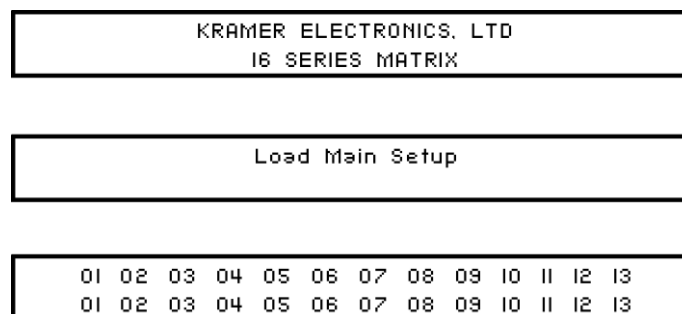 KRAMER ELECTRONICS, LTD
16 SERIES MATRIX
Load Main Setup
01 02 03 04 05 06 07 08 09 10 11 12 13
01 02 03 04 05 06 07 08 09 10 11 12 13